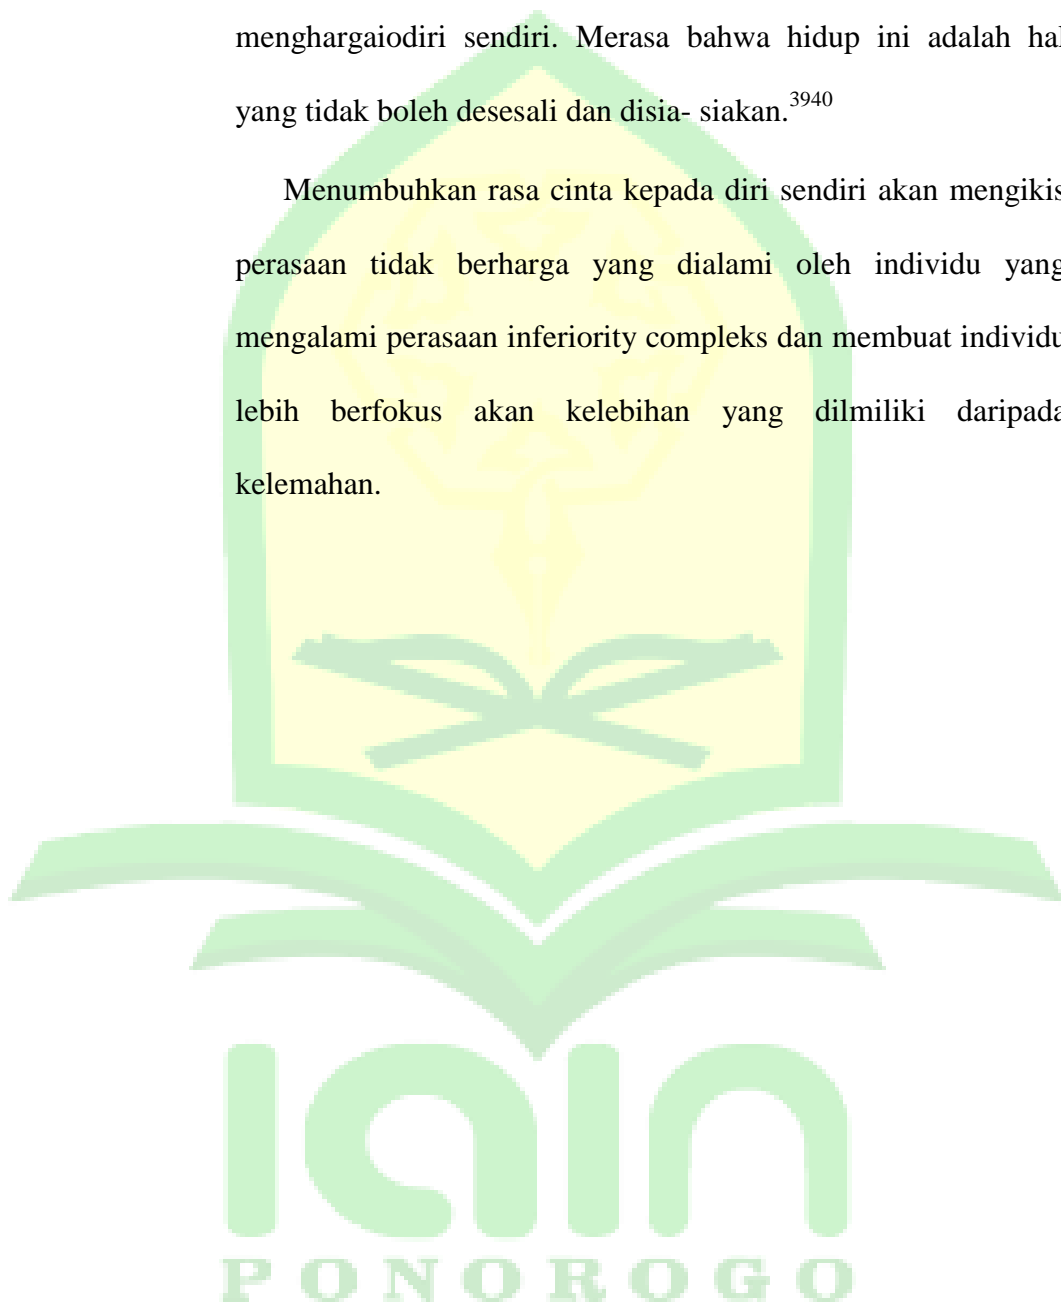 menghargaiodiri sendiri. Merasa bahwa hidup ini adalah hal
yang tidak boleh desesali dan disia- siakan.3940
Menumbuhkan rasa cinta kepada diri sendiri akan mengikis
perasaan tidak berharga yang dialami oleh individu yang
mengalami perasaan inferiority compleks dan membuat individu
lebih berfokus akan kelebihan yang dilmiliki daripada
kelemahan.
IAIN
PONOROGO